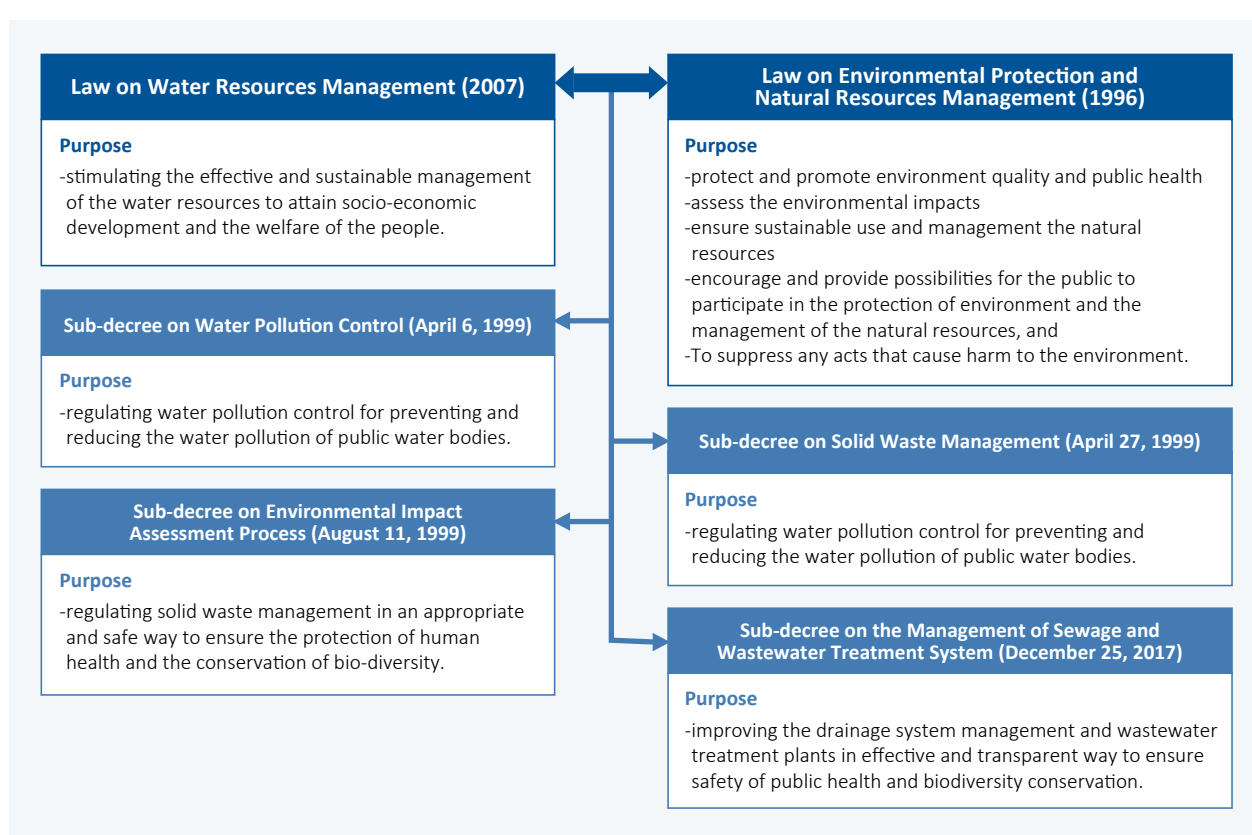 Law on Water Resources Management (2007)
Purpose
-stimulating the effective and sustainable management
of the water resources to attain socio-economic
development and the welfare of the people.
Law on Environmental Protection and
Natural Resources Management (1996)
Purpose
-protect and promote environment quality and public health
-assess the environmental impacts
-ensure sustainable use and management the natural
resources
-encourage and provide possibilities for the public to
participate in the protection of environment and the
management of the natural resources, and
-To suppress any acts that cause harm to the environment.
Sub-decree on Water Pollution Control (April 6, 1999)
Purpose
-regulating water pollution control for preventing and
reducing the water pollution of public water bodies.
Sub-decree on Solid Waste Management (April 27, 1999)
Purpose
-regulating water pollution control for preventing and
reducing the water pollution of public water bodies.
Sub-decree on Environmental Impact
Assessment Process (August 11, 1999)
Purpose
-regulating solid waste management in an appropriate
and safe way to ensure the protection of human
health and the conservation of bio-diversity.
Sub-decree on the Management of Sewage and
Wastewater Treatment System (December 25, 2017)
Purpose
-improving the drainage system management and wastewater
treatment plants in effective and transparent way to ensure
safety of public health and biodiversity conservation.